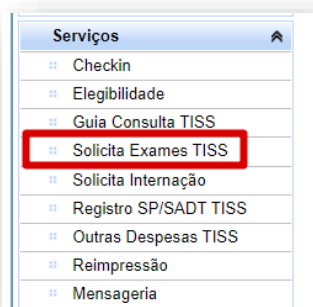 Serviços
Checkin
Elegibilidade
Guia Consulta TISS
Solicita Exames TISS
Solicita Internação
Registro SP/SADT TISS
Outras Despesas TISS
Reimpressão
Mensageria